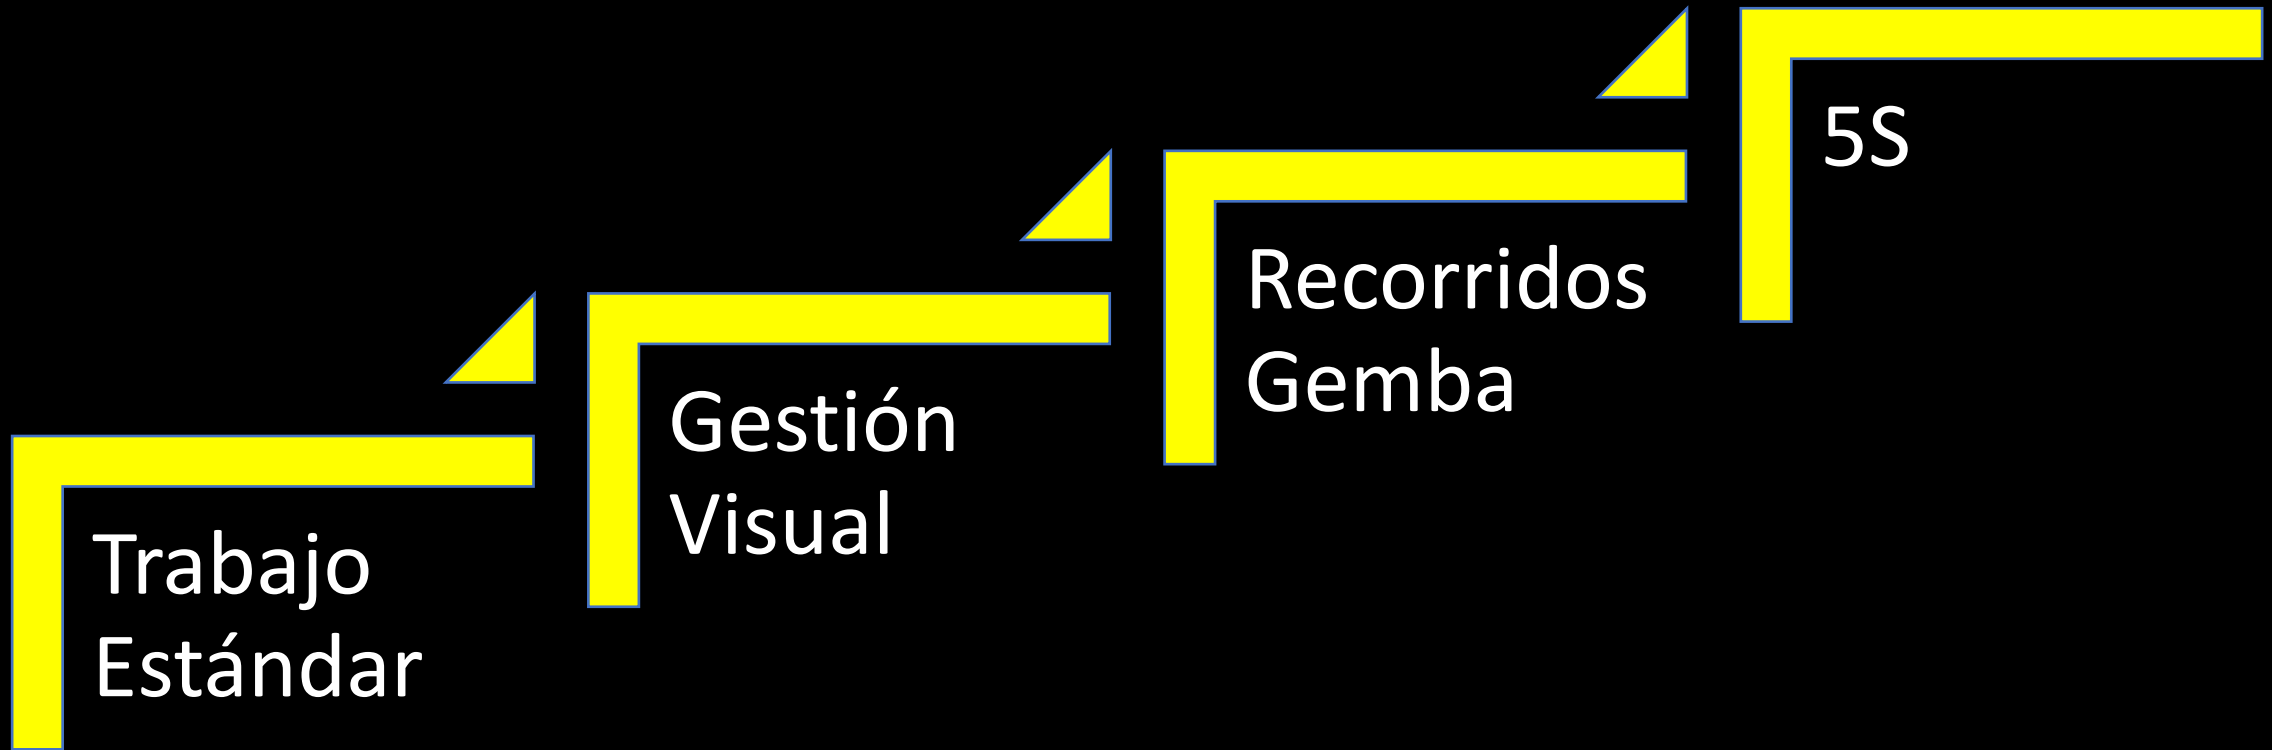 Trabajo
Estándar
Gestión
Visual
Recorridos
Gemba
5S